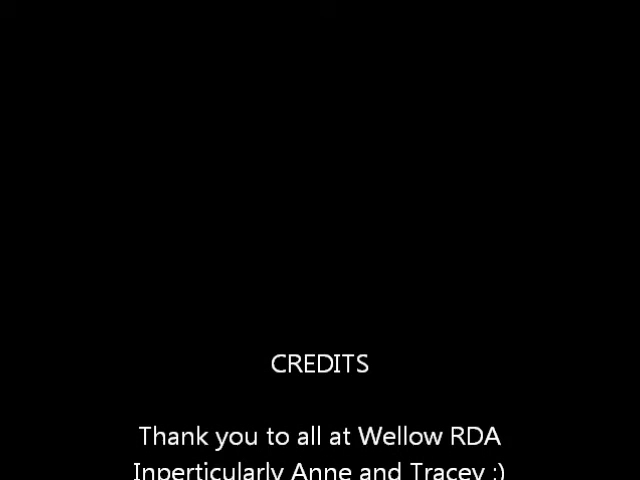 CREDITS
Thank you to all at Wellow RDA
Inperticularly Anne and Tracey :)